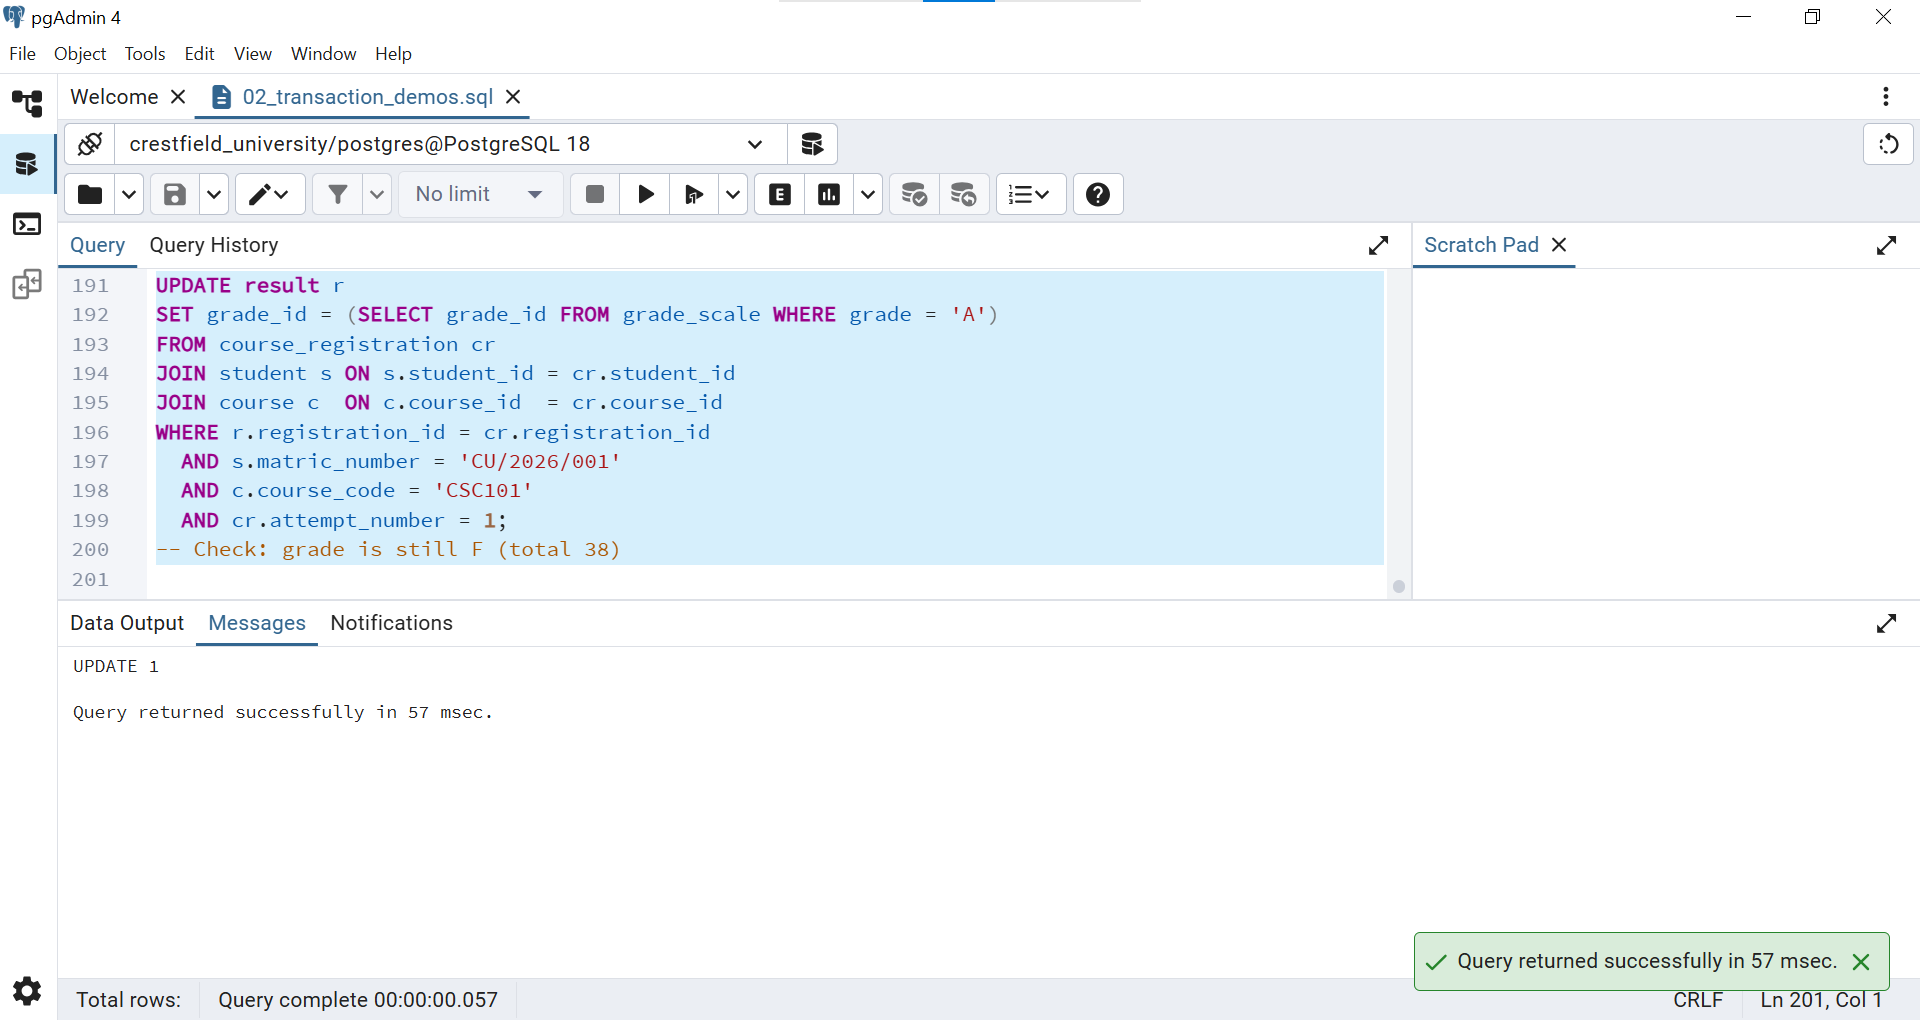 pgAdmin 4
File Object Tools Edit View Window Help
Welcome 02_transaction_demos.sql
crestfield_university/postgres@PostgreSQL 18
No limit
E
Query Query History
Scratch Pad
191 UPDATE result r
192 SET grade_id = (SELECT grade_id FROM grade_scale WHERE grade = 'A')
193 FROM course_registration cr
194 JOIN student s ON s.student_id = cr.student_id
195 JOIN course c  ON c.course_id  = cr.course_id
196 WHERE r.registration_id = cr.registration_id
197   AND s.matric_number = 'CU/2026/001'
198   AND c.course_code = 'CSC101'
199   AND cr.attempt_number = 1;
200 -- Check: grade is still F (total 38)
201
Data Output Messages Notifications
UPDATE 1
Query returned successfully in 57 msec.
Query returned successfully in 57 msec.
Total rows: Query complete 00:00:00.057 CRLF Ln 201, Col 1